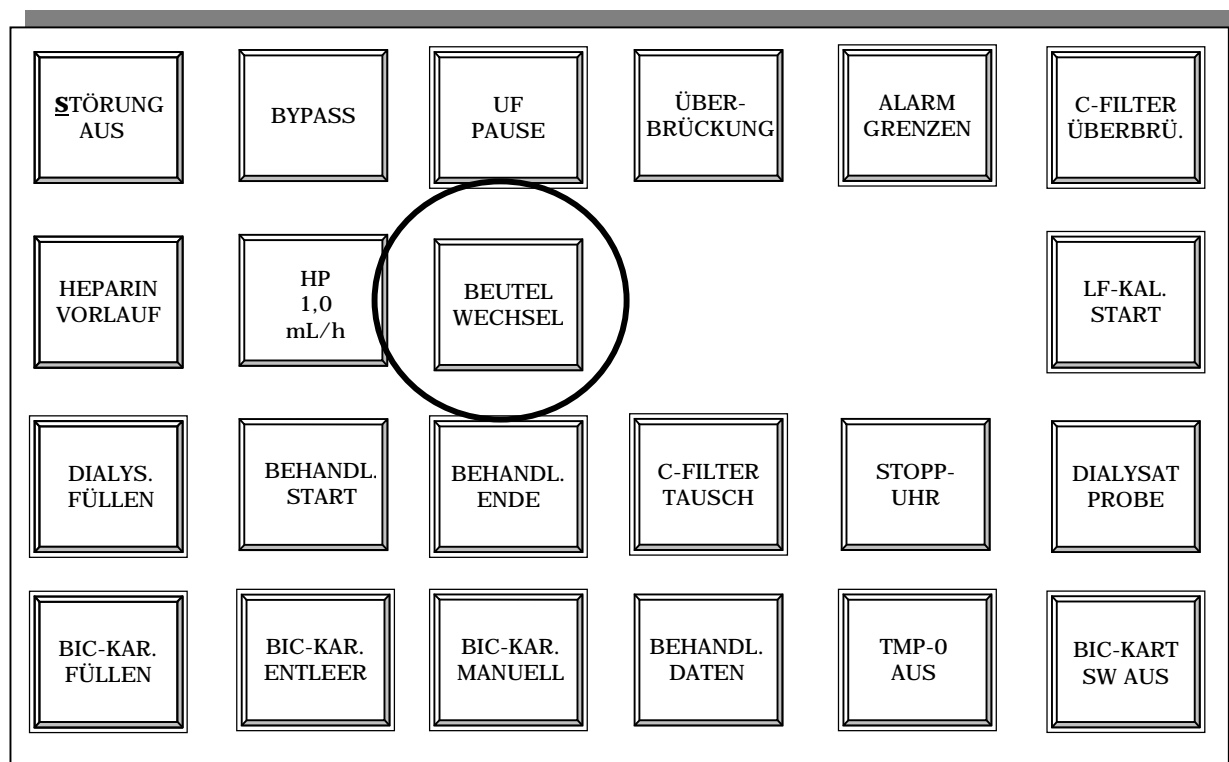 STÖRUNG
AUS
BYPASS
UF
PAUSE
ÜBER-
BRÜCKUNG
ALARM
GRENZEN
C-FILTER
ÜBERBRÜ.
HEPARIN
VORLAUF
HP
1,0
mL/h
BEUTEL
WECHSEL
LF-KAL.
START
DIALYS.
FÜLLEN
BEHANDL.
START
BEHANDL.
ENDE
C-FILTER
TAUSCH
STOPP-
UHR
DIALYSAT
PROBE
BIC-KAR.
FÜLLEN
BIC-KAR.
ENTLEER
BIC-KAR.
MANUELL
BEHANDL.
DATEN
TMP-0
AUS
BIC-KART
SW AUS